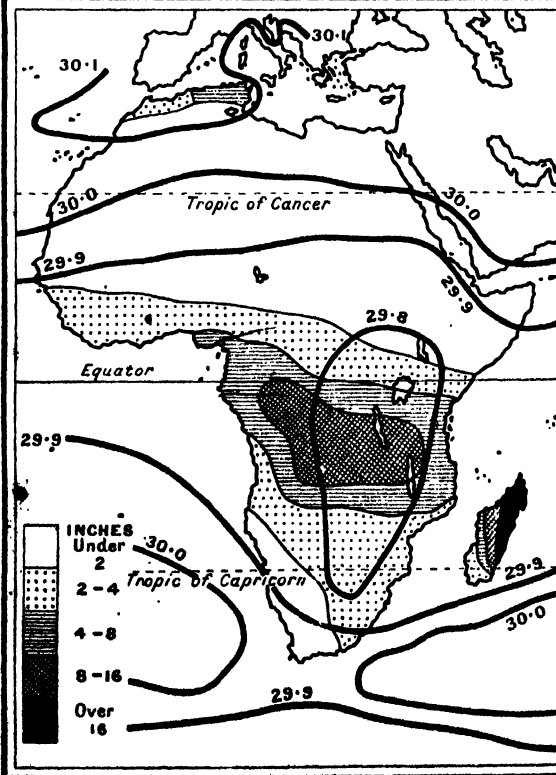 30·1
30·1
30·0
Tropic of Cancer
30·0
29·9
29·9
29·8
Equator
29·9
INCHES
Under
2
2 – 4
4 – 8
8 – 16
Over
16
30·0
Tropic of Capricorn
29·9
30·0
29·9